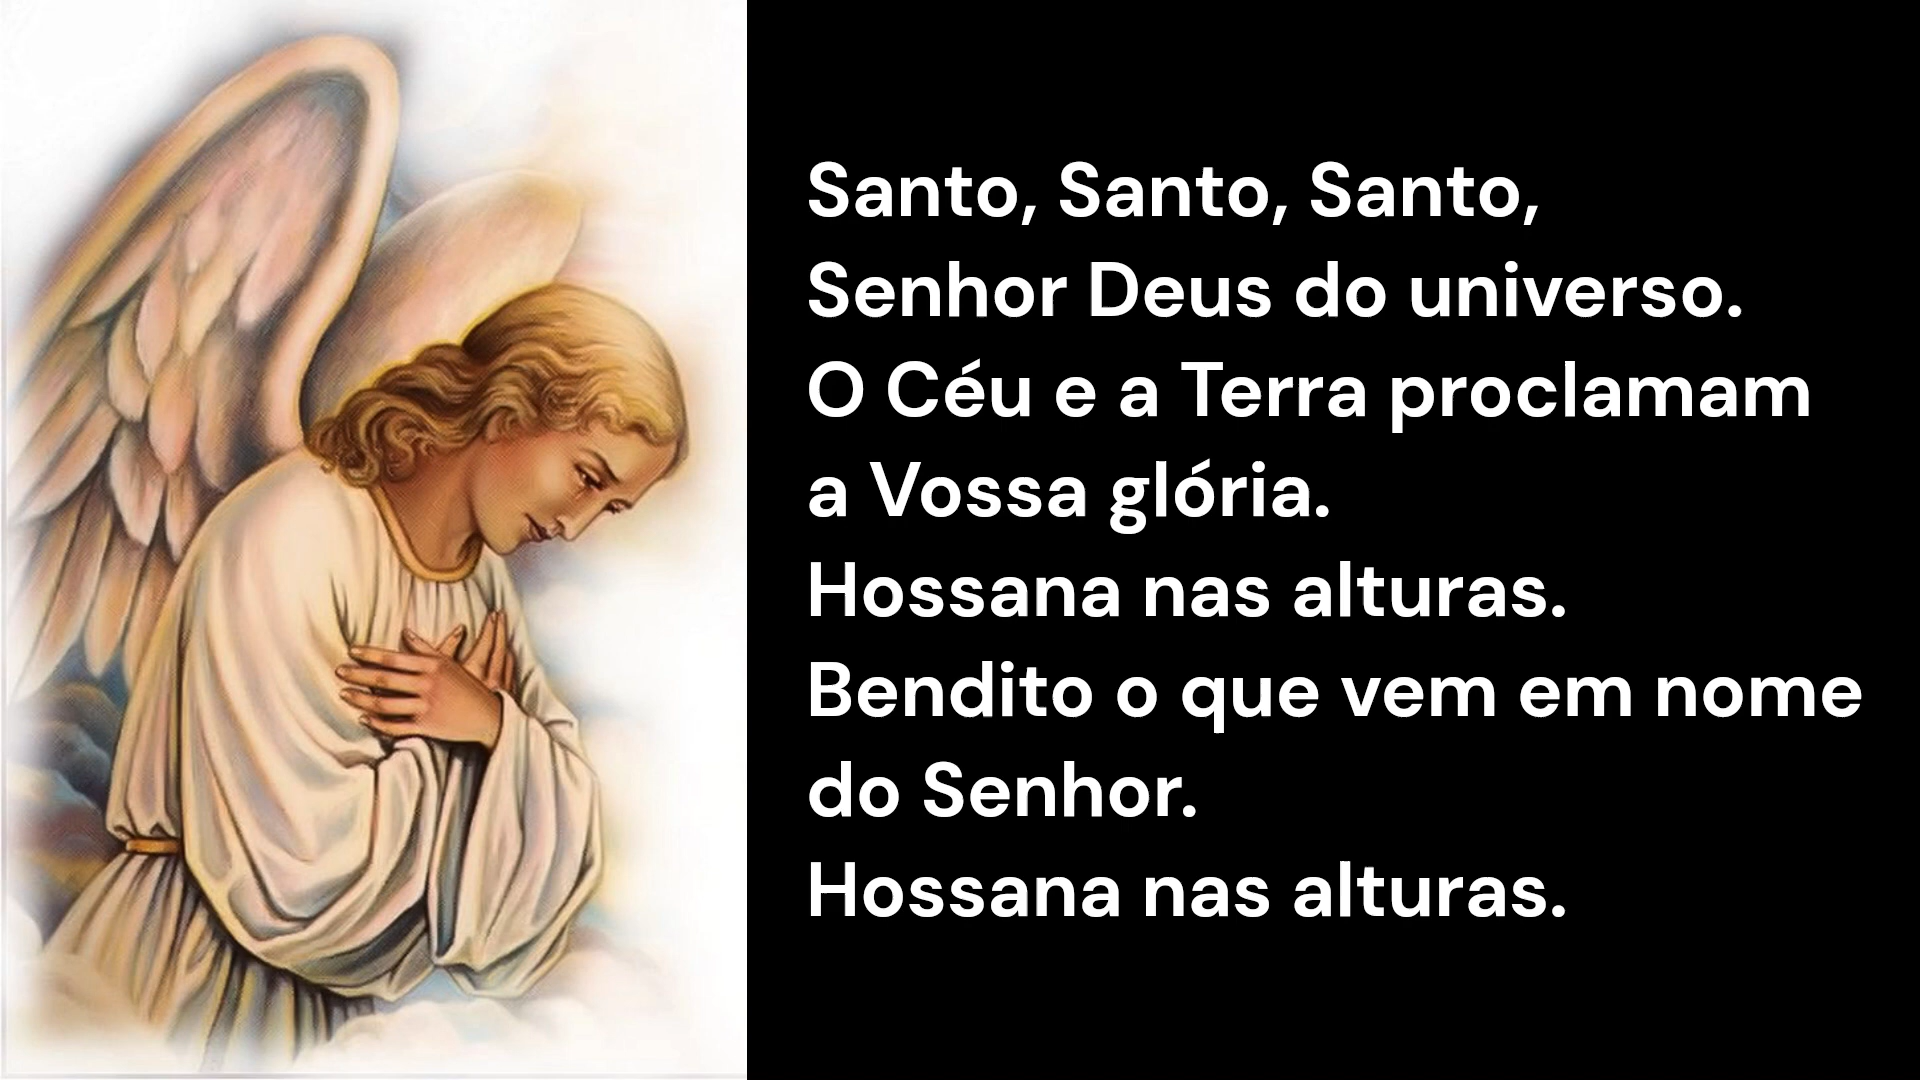 Santo, Santo, Santo,
Senhor Deus do universo.
O Céu e a Terra proclamam
a Vossa glória.
Hossana nas alturas.
Bendito o que vem em nome
do Senhor.
Hossana nas alturas.